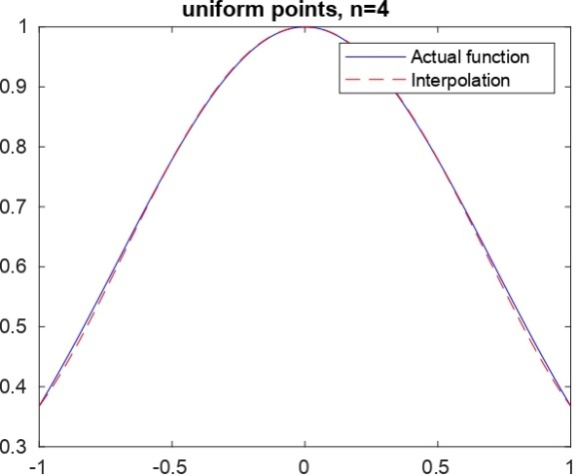 uniform points, n=4
1
Actual function
Interpolation
0.9
0.8
0.7
0.6
0.5
0.4
0.3
-1 -0.5 0 0.5 1